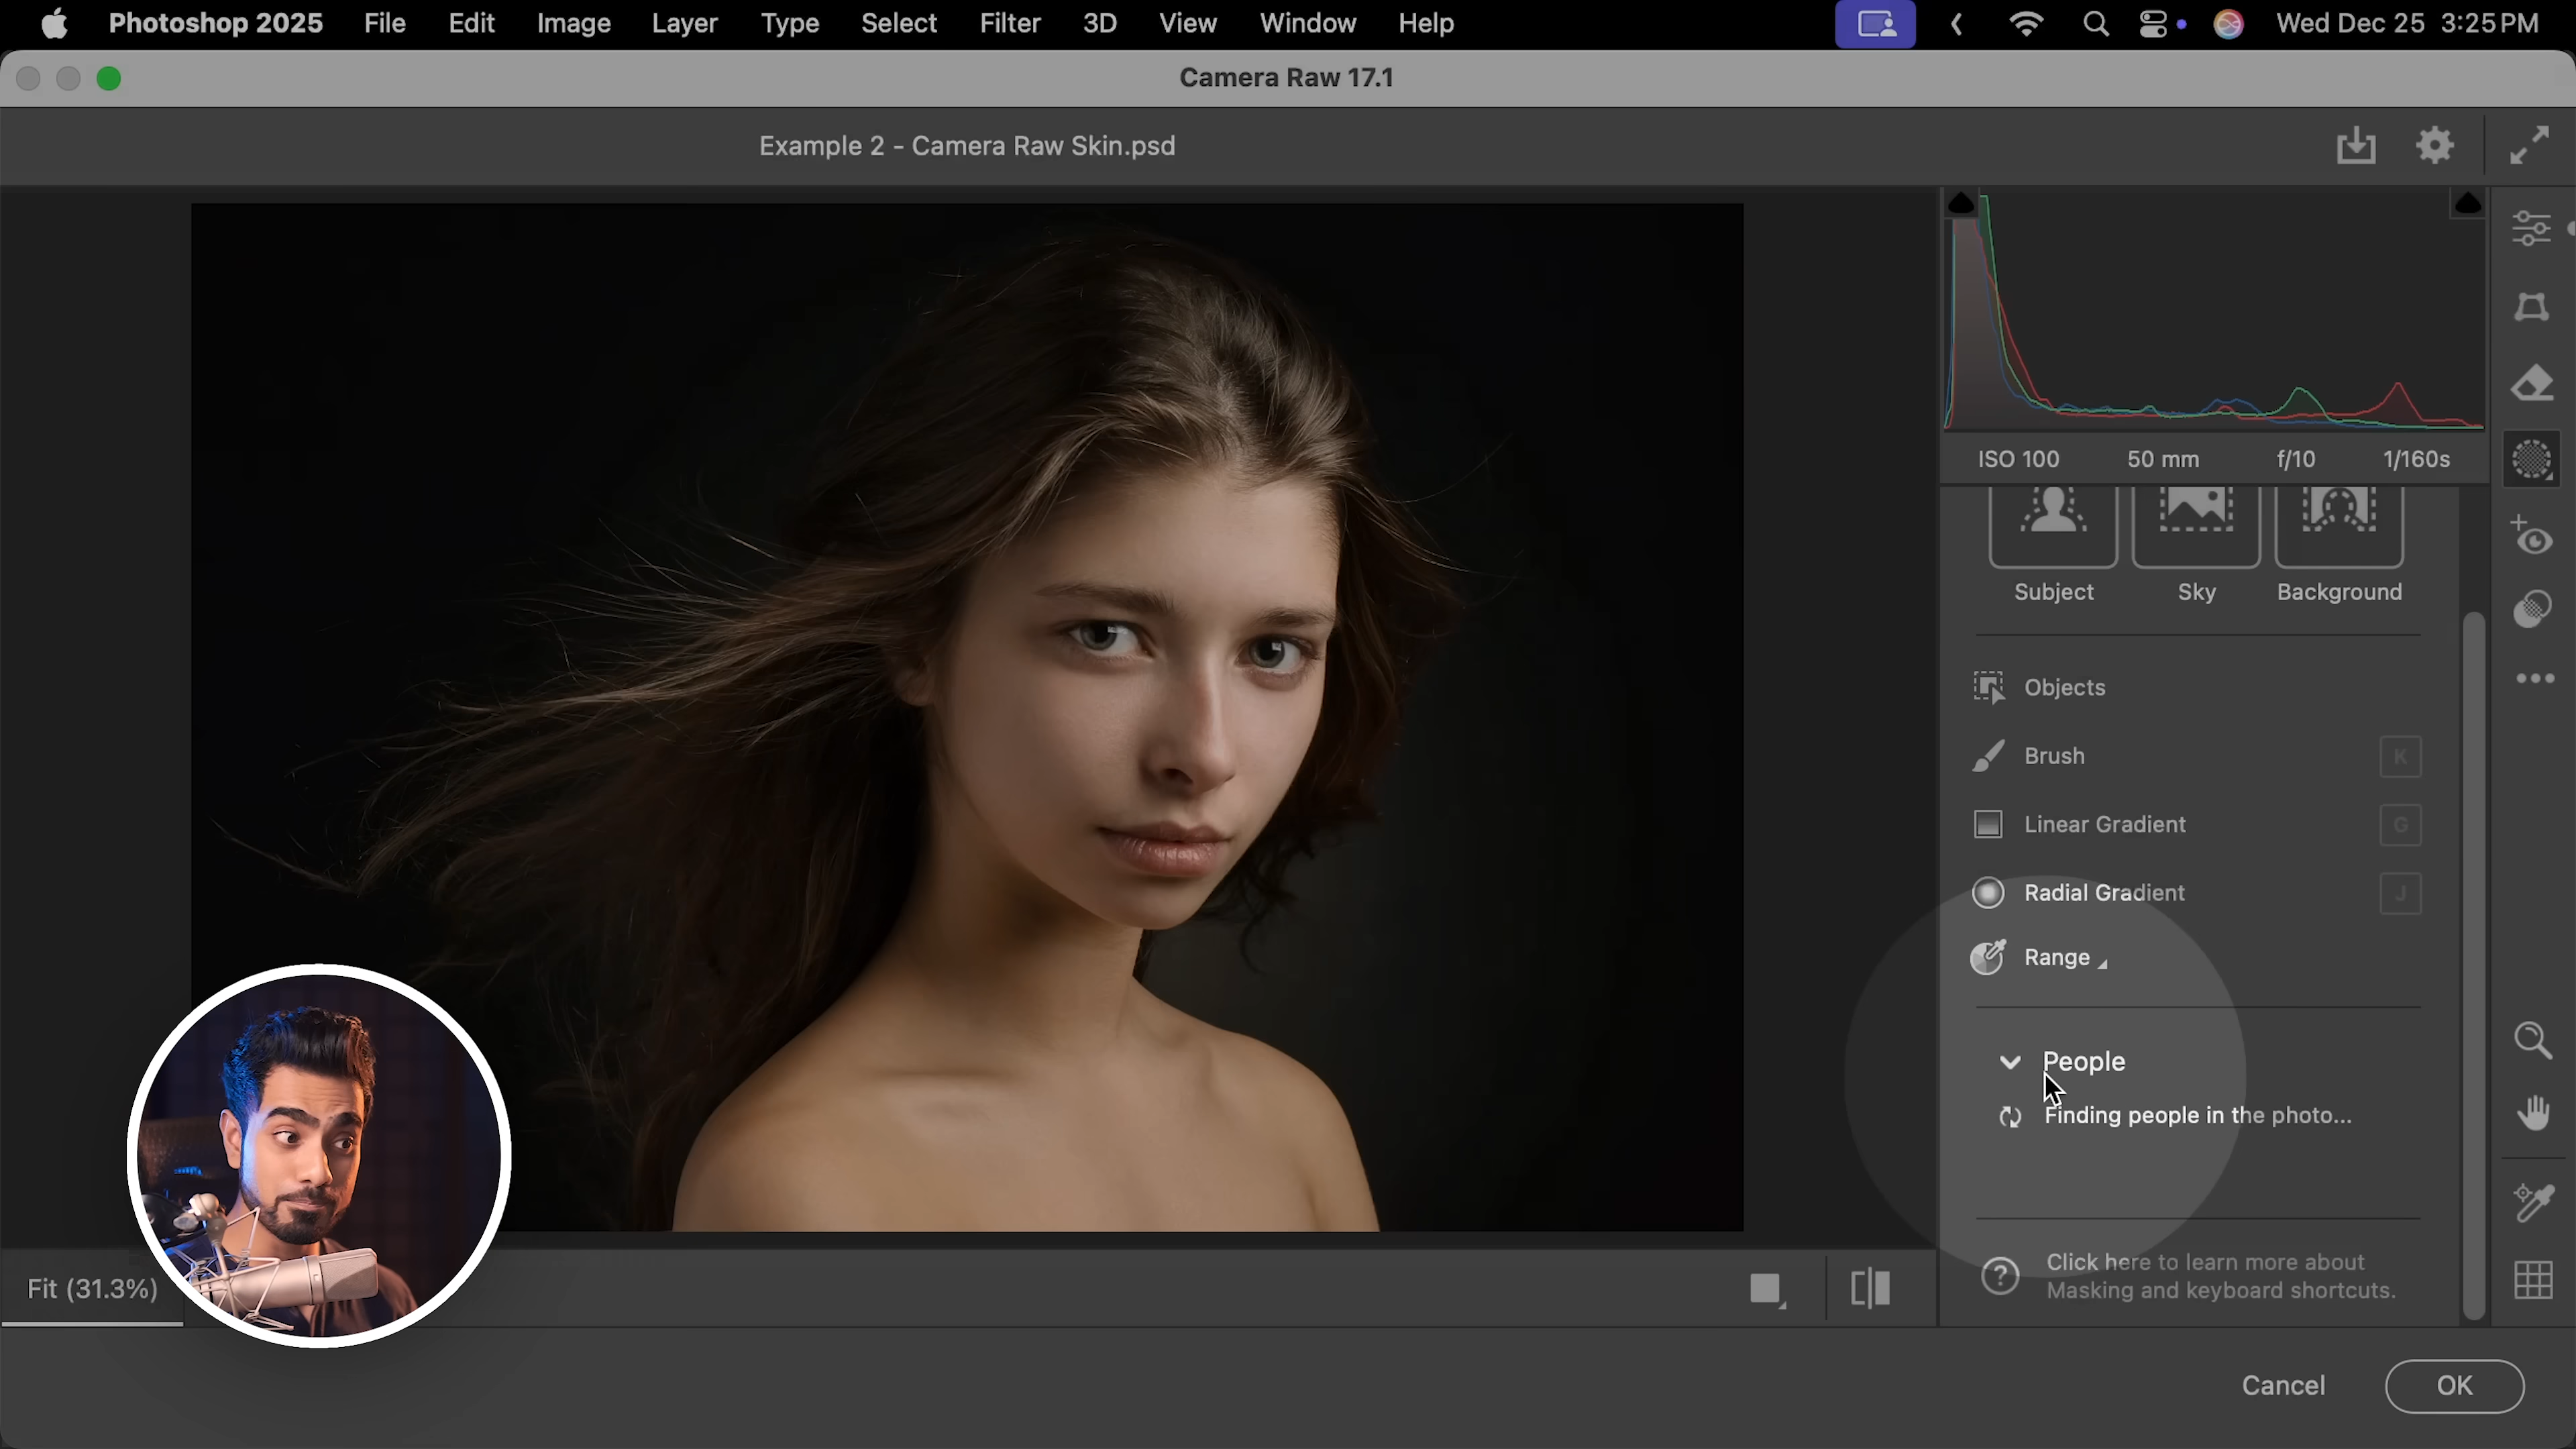 Photoshop 2025 File Edit Image Layer Type Select Filter 3D View Window Help Wed Dec 25 3:25 PM
Camera Raw 17.1
Example 2 - Camera Raw Skin.psd
ISO 100 50 mm f/10 1/160s
Subject Sky Background
Objects
Brush K
Linear Gradient G
Radial Gradient J
Range
People
Finding people in the photo...
Click here to learn more about
Masking and keyboard shortcuts.
Fit (31.3%)
Cancel OK